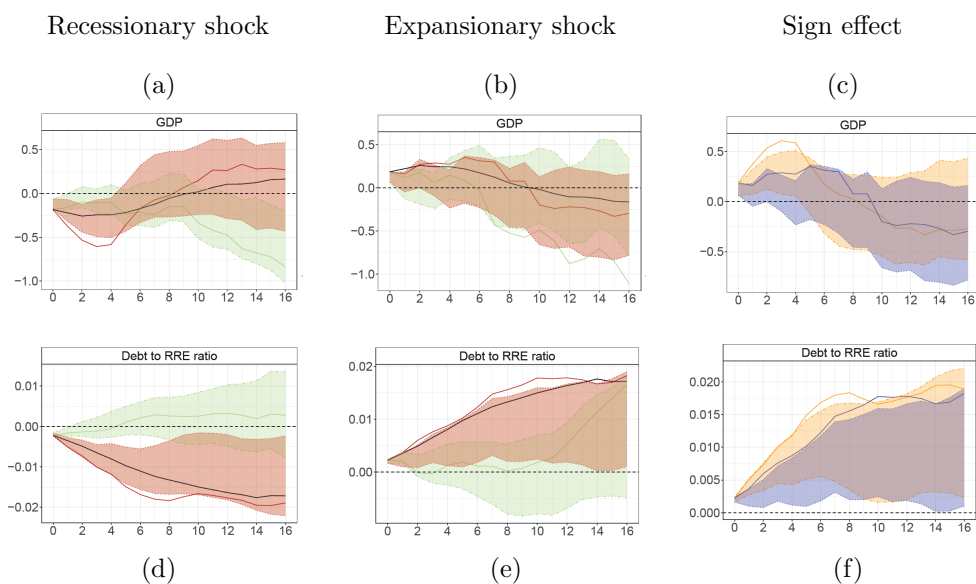 Recessionary shock Expansionary shock Sign effect
(a) (b) (c)
GDP GDP GDP
0.5 0.5 0.5
0.0 0.0 0.0
−0.5 −0.5 −0.5
−1.0 −1.0
0 2 4 6 8 10 12 14 16 0 2 4 6 8 10 12 14 16 0 2 4 6 8 10 12 14 16
Debt to RRE ratio Debt to RRE ratio Debt to RRE ratio
0.01 0.02 0.020
0.00 0.01 0.015
−0.01 0.00 0.010
−0.02 0.005
0.000
0 2 4 6 8 10 12 14 16 0 2 4 6 8 10 12 14 16 0 2 4 6 8 10 12 14 16
(d) (e) (f)